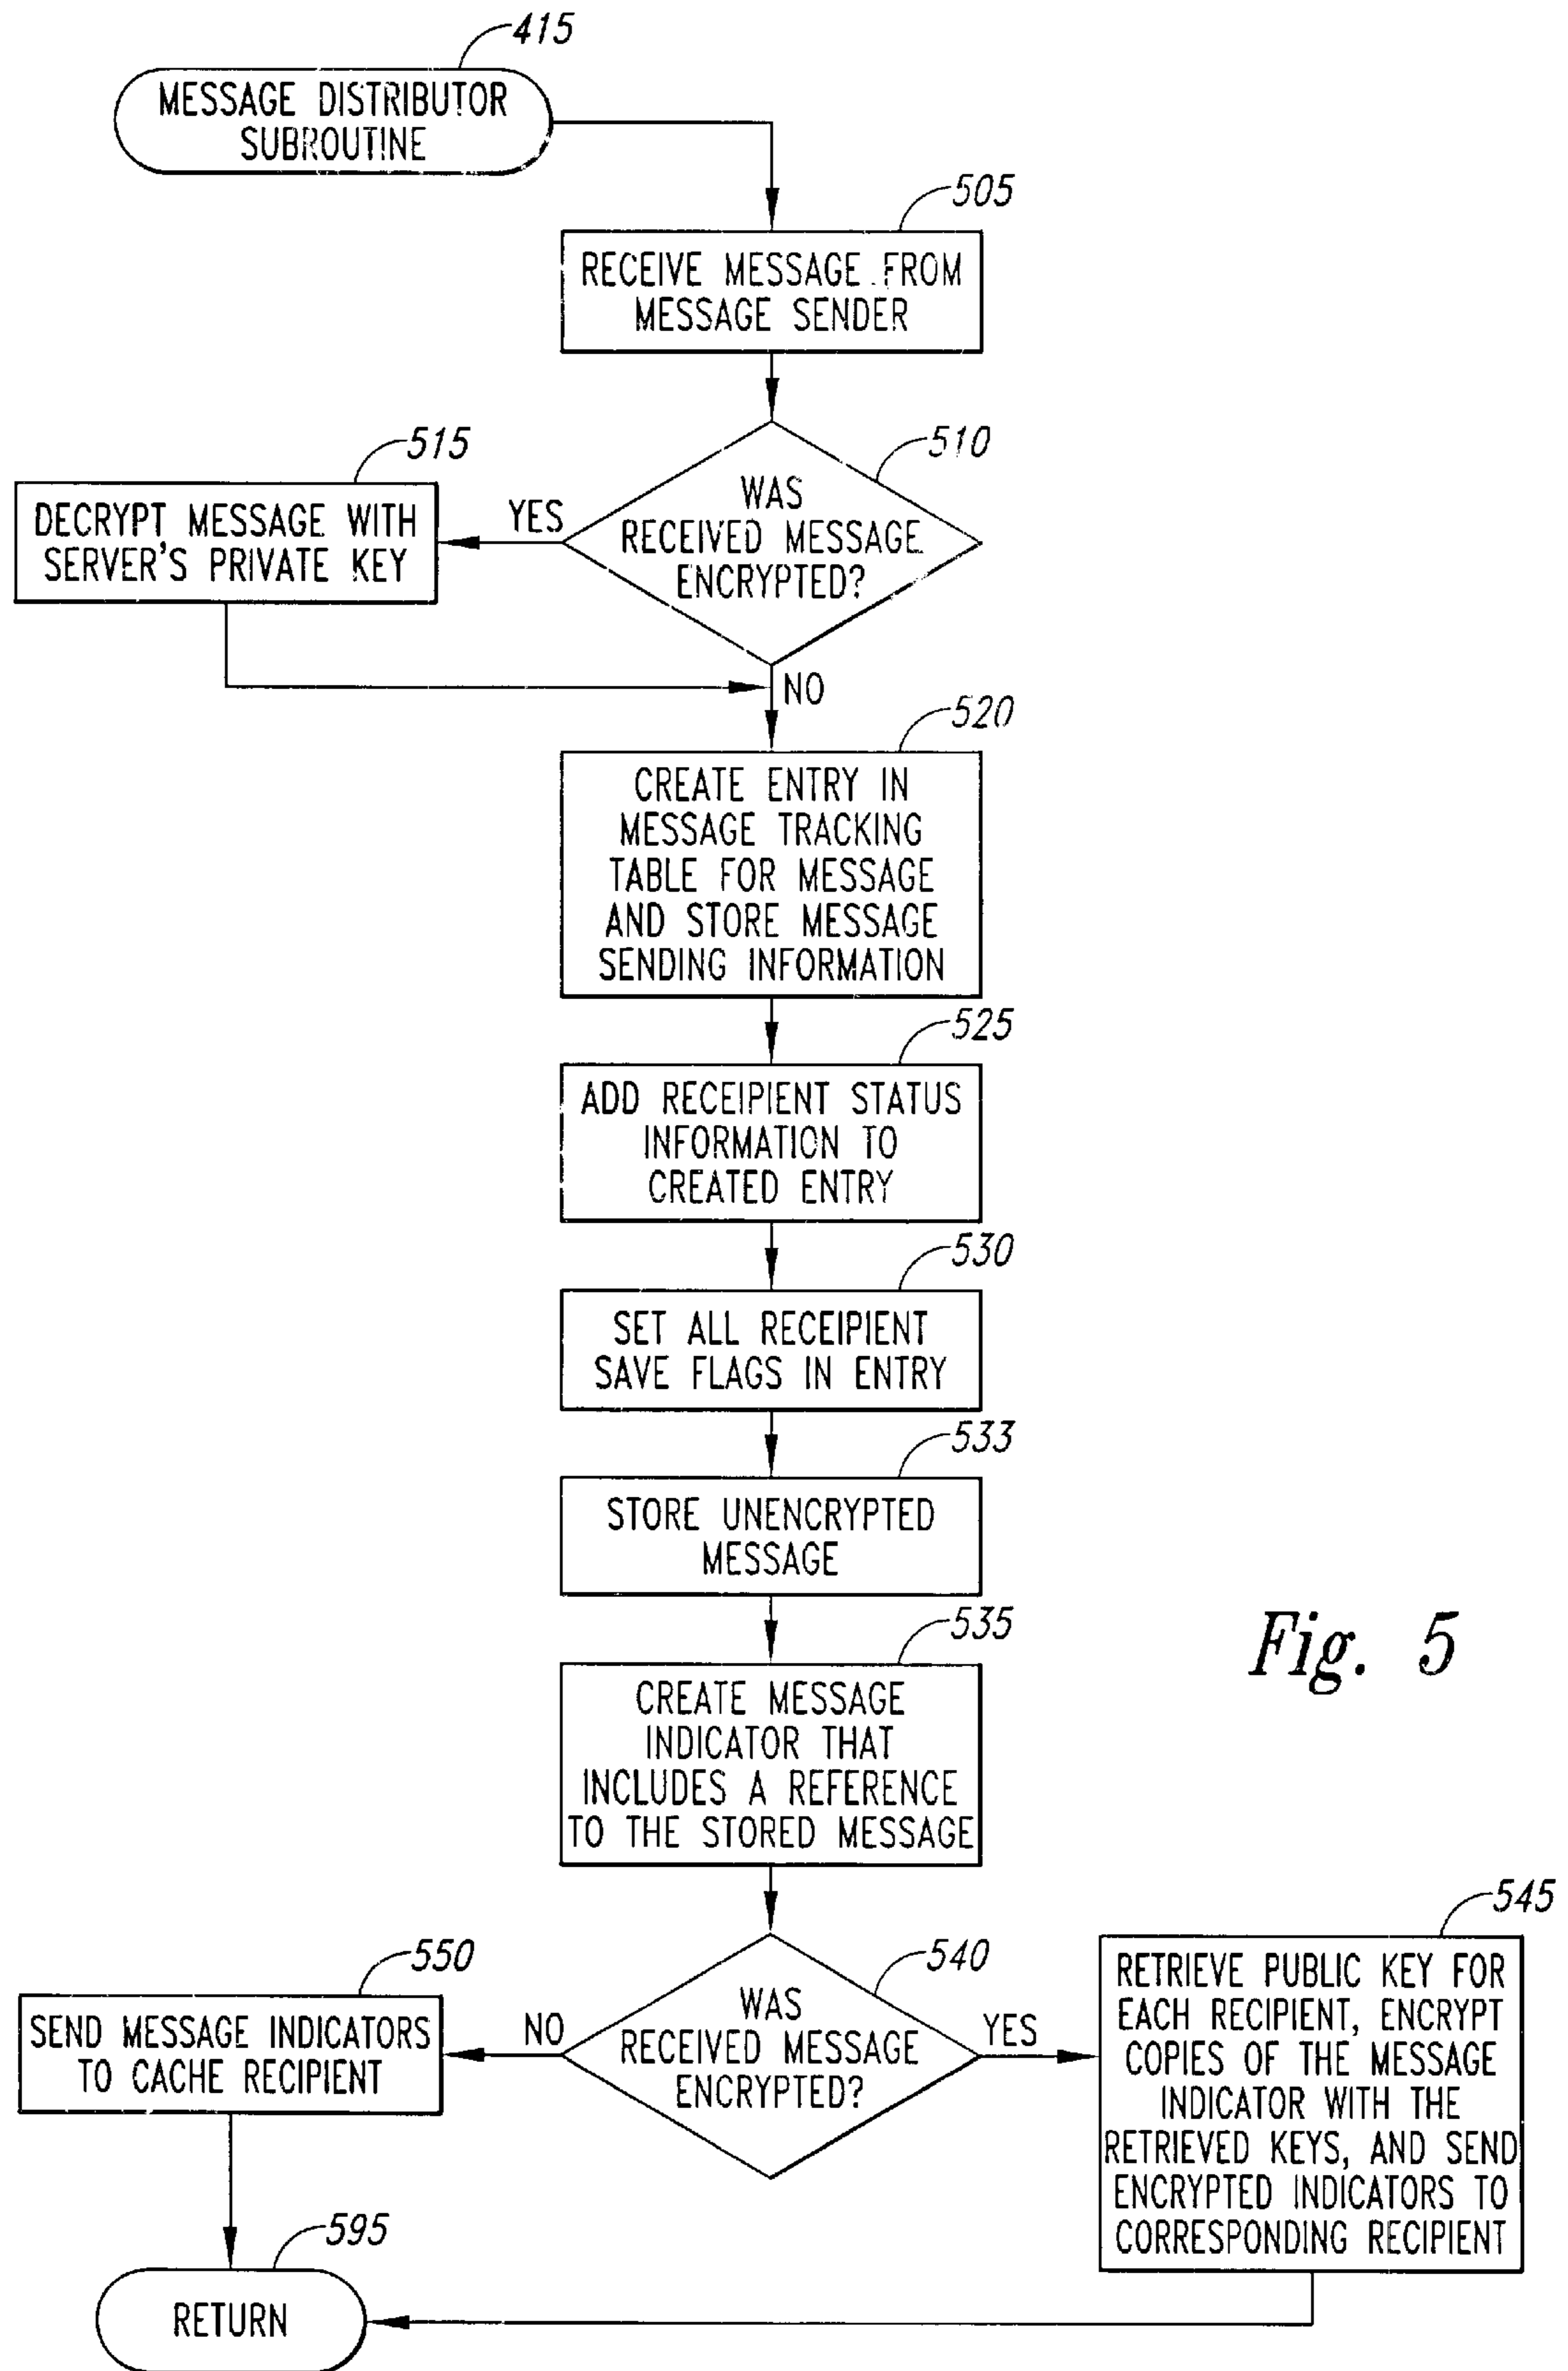 415
MESSAGE DISTRIBUTOR
SUBROUTINE
505
RECEIVE MESSAGE FROM
MESSAGE SENDER
510
WAS
RECEIVED MESSAGE
ENCRYPTED?
515
YES
DECRYPT MESSAGE WITH
SERVER'S PRIVATE KEY
NO
520
CREATE ENTRY IN
MESSAGE TRACKING
TABLE FOR MESSAGE
AND STORE MESSAGE
SENDING INFORMATION
525
ADD RECEIPIENT STATUS
INFORMATION TO
CREATED ENTRY
530
SET ALL RECEIPIENT
SAVE FLAGS IN ENTRY
533
STORE UNENCRYPTED
MESSAGE
535
CREATE MESSAGE
INDICATOR THAT
INCLUDES A REFERENCE
TO THE STORED MESSAGE
Fig. 5
540
WAS
RECEIVED MESSAGE
ENCRYPTED?
550
NO
SEND MESSAGE INDICATORS
TO CACHE RECIPIENT
YES
545
RETRIEVE PUBLIC KEY FOR
EACH RECIPIENT, ENCRYPT
COPIES OF THE MESSAGE
INDICATOR WITH THE
RETRIEVED KEYS, AND SEND
ENCRYPTED INDICATORS TO
CORRESPONDING RECIPIENT
595
RETURN